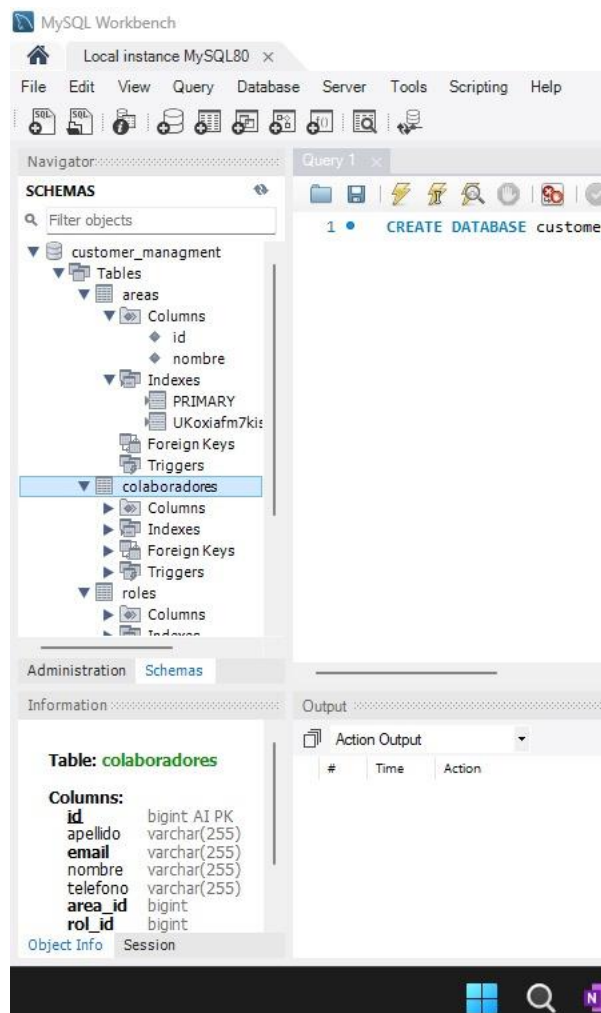 MySQL Workbench
Local instance MySQL80 ×
File Edit View Query Database Server Tools Scripting Help
Navigator
Query 1 ×
SCHEMAS
Filter objects
1 CREATE DATABASE custome
customer_managment
Tables
areas
Columns
id
nombre
Indexes
PRIMARY
UKoxiafm7kis
Foreign Keys
Triggers
colaboradores
Columns
Indexes
Foreign Keys
Triggers
roles
Columns
Indexes
Administration Schemas
Information
Output
Action Output
# Time Action
Table: colaboradores
Columns:
id bigint AI PK
apellido varchar(255)
email varchar(255)
nombre varchar(255)
telefono varchar(255)
area_id bigint
rol_id bigint
Object Info Session